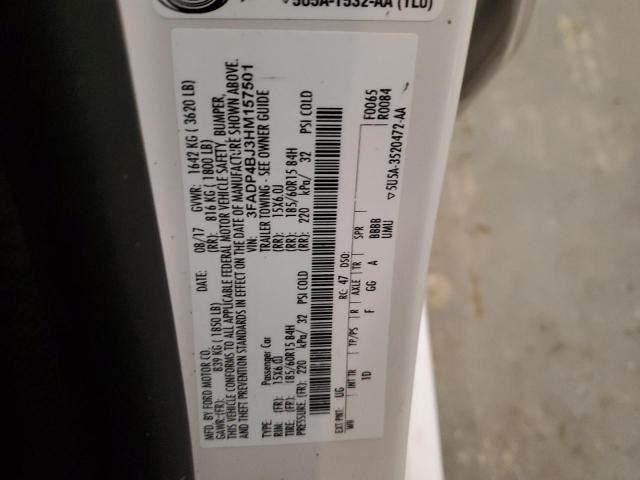 5U5A-1532-AA (TLU)
MFD. BY FORD MOTOR CO.
DATE: 08/17 GVWR: 1642 KG ( 3620 LB)
GAWR:(FR): 839 KG ( 1850 LB) (RR): 816 KG ( 1800 LB)
THIS VEHICLE CONFORMS TO ALL APPLICABLE FEDERAL MOTOR VEHICLE SAFETY, BUMPER,
AND THEFT PREVENTION STANDARDS IN EFFECT ON THE DATE OF MANUFACTURE SHOWN ABOVE.
VIN: 3FADP4BJ3HM157501
TYPE: Passenger Car TRAILER TOWING - SEE OWNER GUIDE
RIM: (FR): 15X6.0J (RR): 15X6.0J
TIRE: (FP): 185/60R15 84H (RR): 185/60R15 84H
PRESSURE: (FR): 220 kPa/ 32 PSI COLD (RR): 220 kPa/ 32 PSI COLD
F0065
R0084
EXT PNT: UG RC: 47 DSO:
WB INT TR TP/PS R AXLE TR SPR
1D F GG A BBBB
UMU
5U5A-3520472-AA